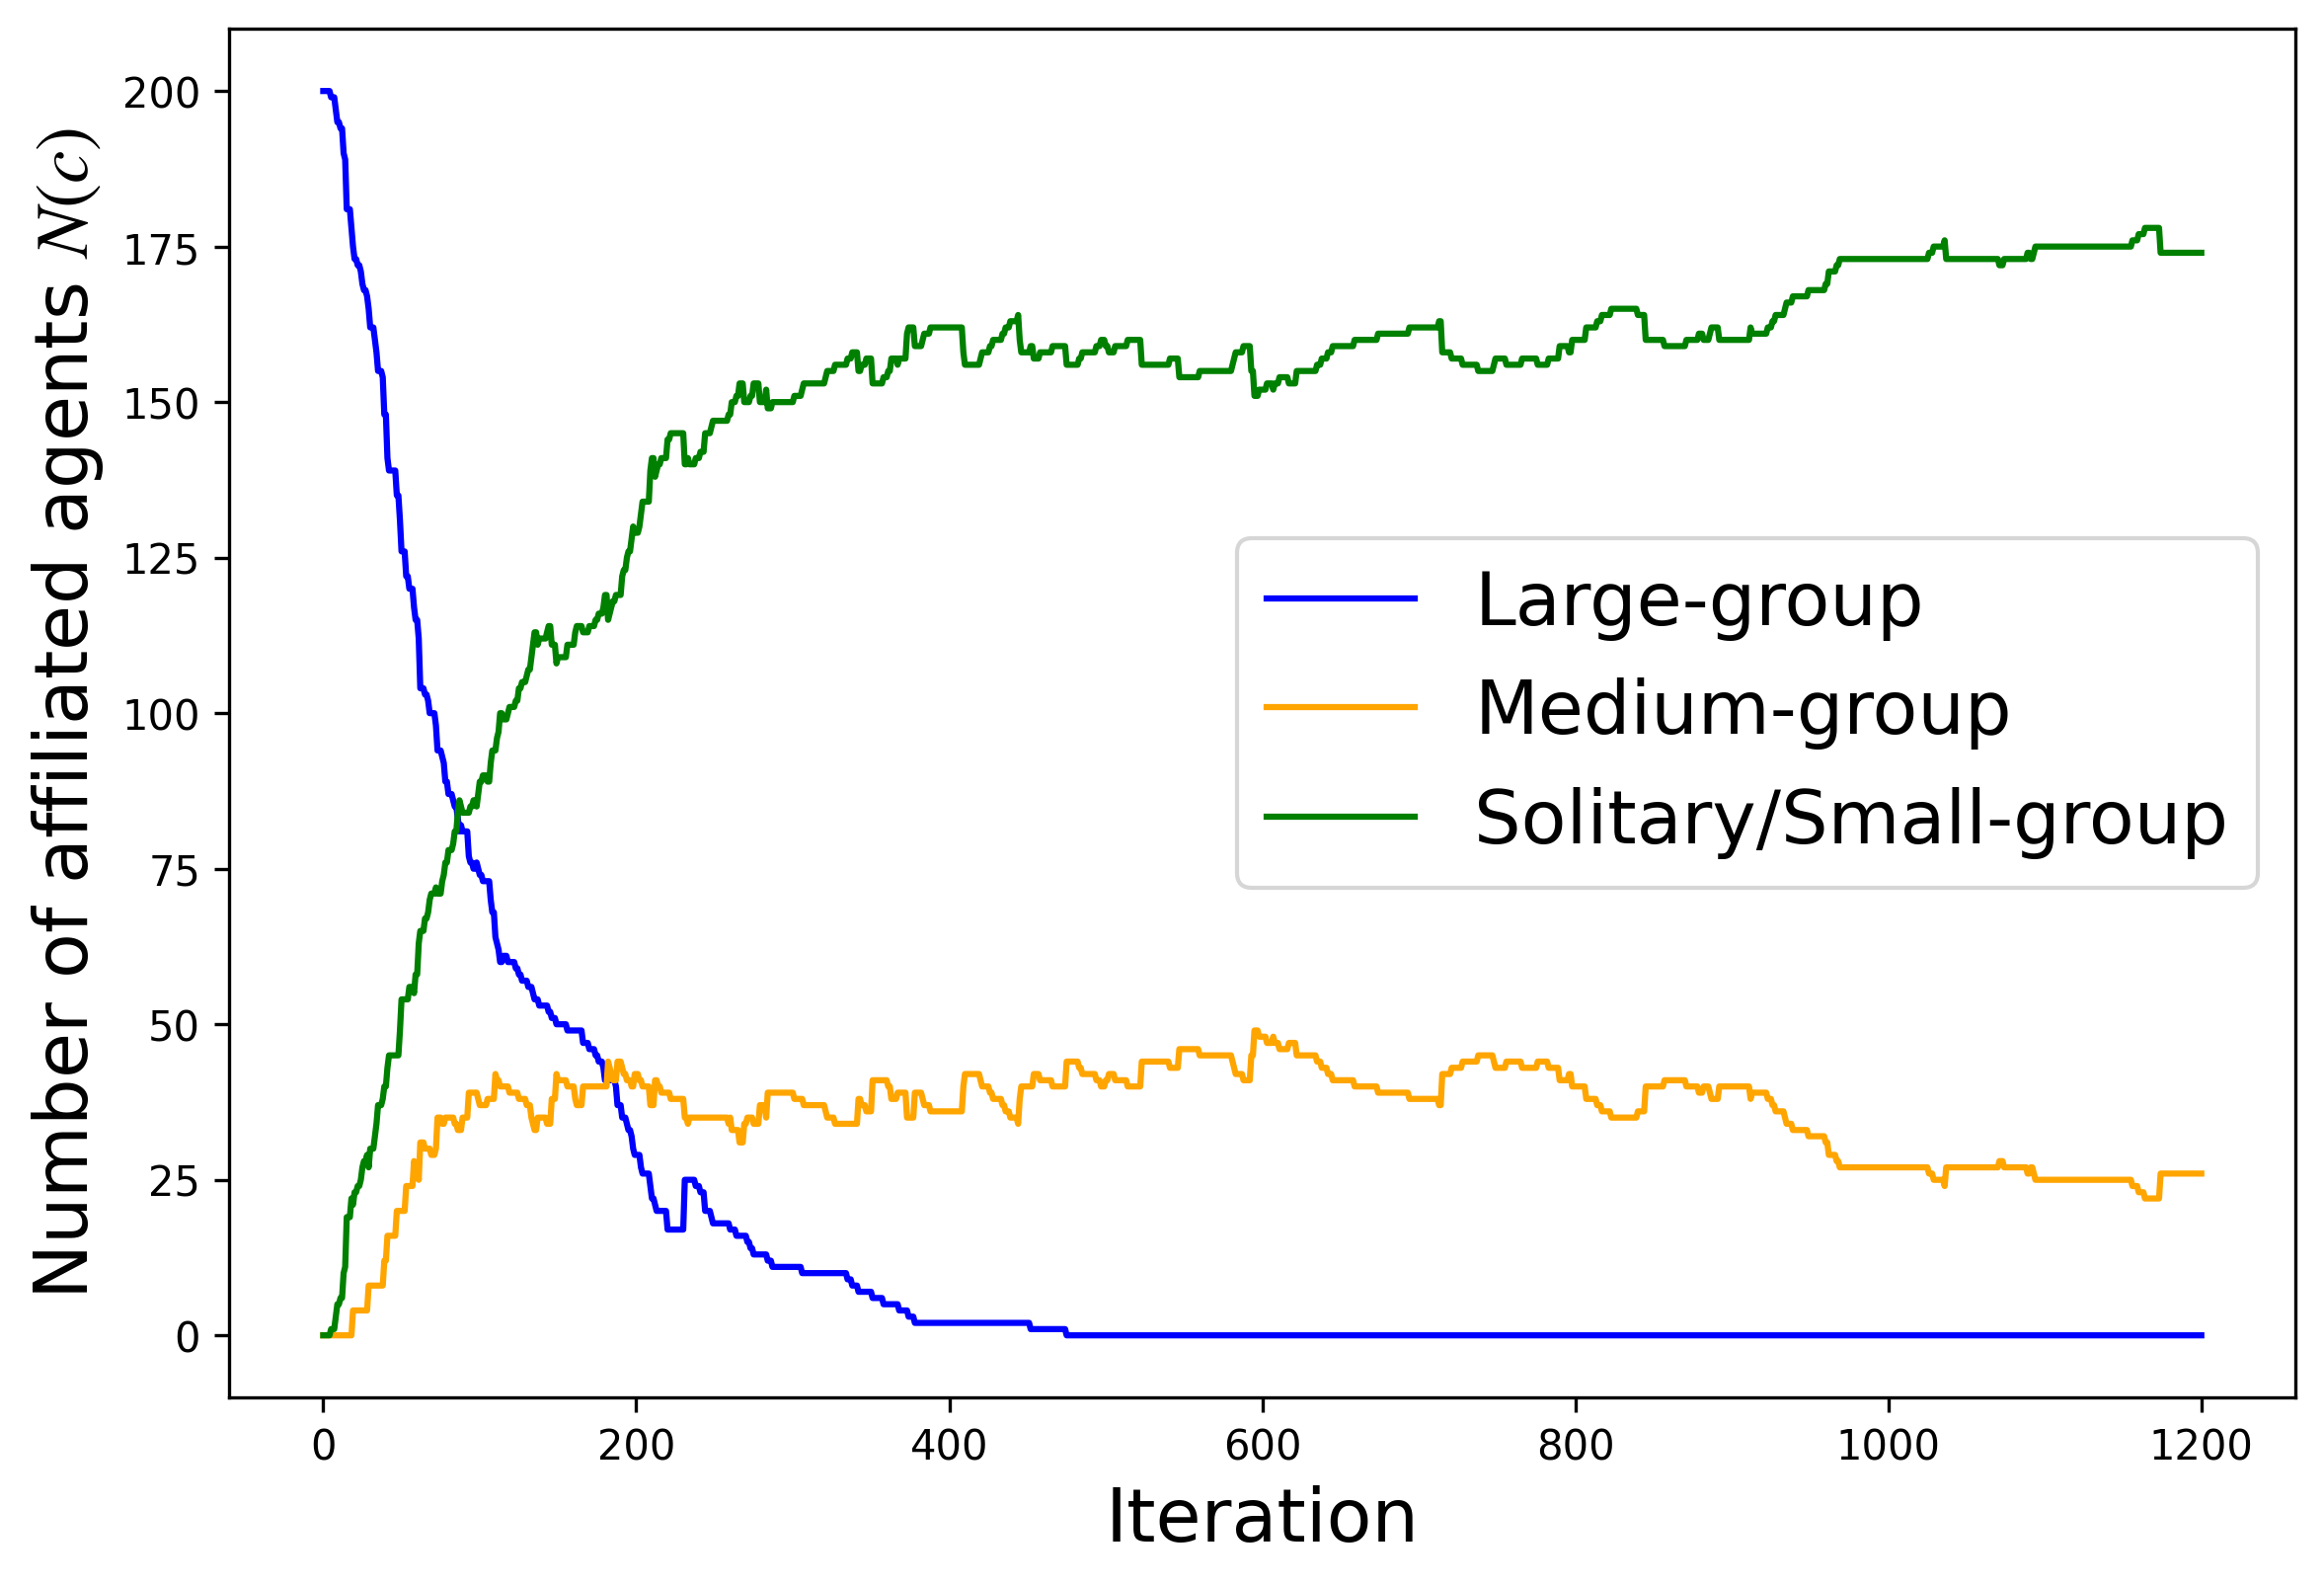 Number of affiliated agents N(c)
200
175
150
125
100
75
50
25
0
Large-group
Medium-group
Solitary/Small-group
0 200 400 600 800 1000 1200
Iteration